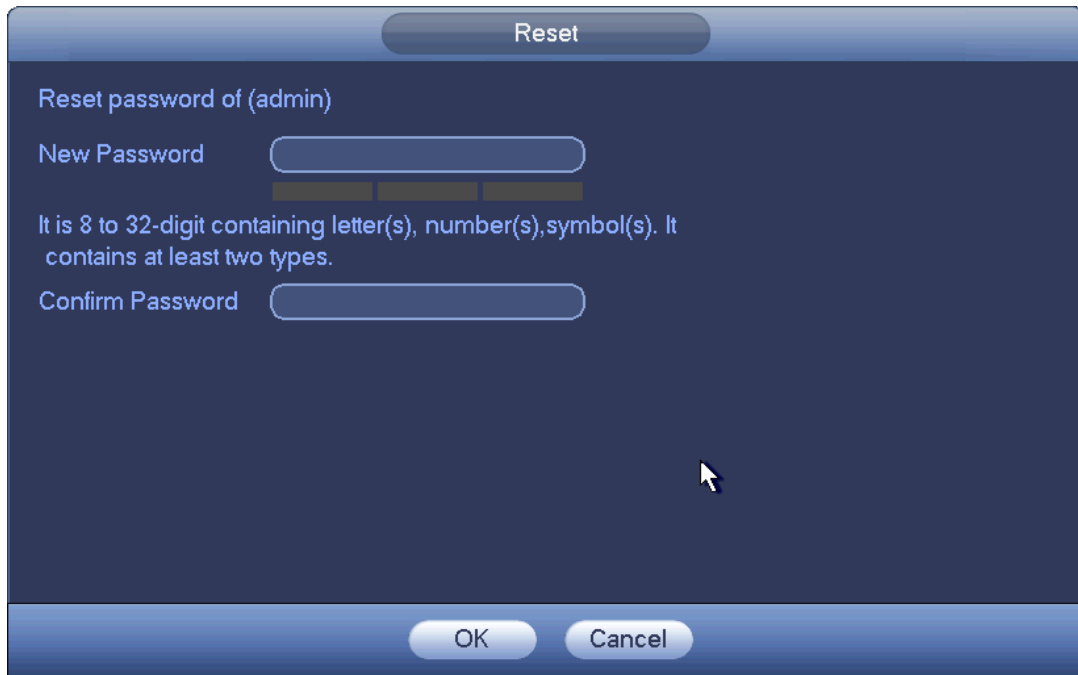 Reset
Reset password of (admin)
New Password
It is 8 to 32-digit containing letter(s), number(s),symbol(s). It
contains at least two types.
Confirm Password
OK
Cancel